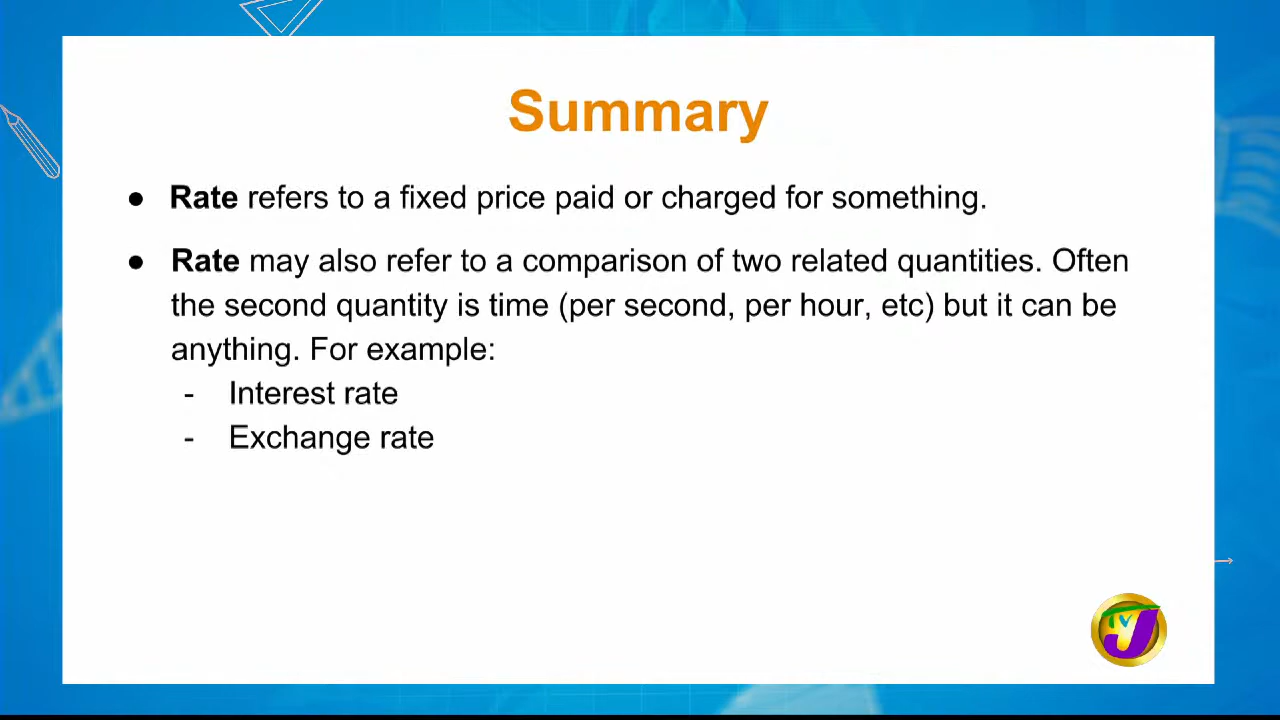 Summary
● Rate refers to a fixed price paid or charged for something.
● Rate may also refer to a comparison of two related quantities. Often
the second quantity is time (per second, per hour, etc) but it can be
anything. For example:
- Interest rate
- Exchange rate
TVJ